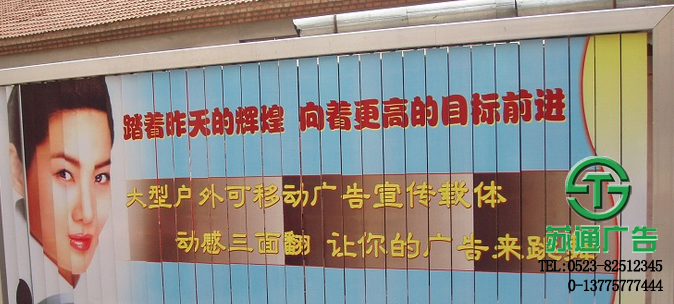 踏着昨天的辉煌 向着更高的目标前进
大型户外可移动广告宣传载体
动感三面翻 让你的广告来跳
苏通广告
TEL:0523-82512345
0-13775777444